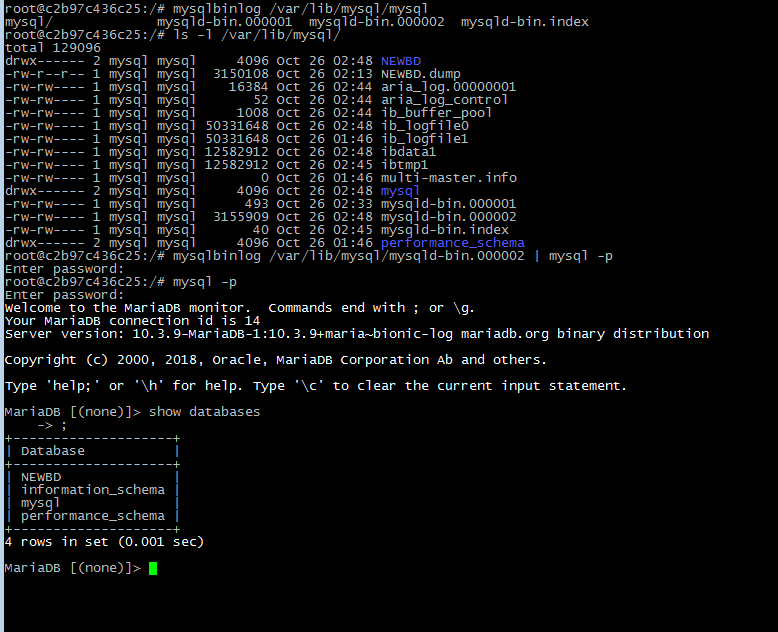 root@c2b97c436c25:/# mysqlbinlog /var/lib/mysql/mysql
mysql/             mysqld-bin.000001  mysqld-bin.000002  mysqld-bin.index
root@c2b97c436c25:/# ls -l /var/lib/mysql/
total 129096
drwx------ 2 mysql mysql     4096 Oct 26 02:48 NEWBD
-rw-r--r-- 1 mysql mysql  3150108 Oct 26 02:13 NEWBD.dump
-rw-rw---- 1 mysql mysql    16384 Oct 26 02:44 aria_log.00000001
-rw-rw---- 1 mysql mysql       52 Oct 26 02:44 aria_log_control
-rw-rw---- 1 mysql mysql     1008 Oct 26 02:44 ib_buffer_pool
-rw-rw---- 1 mysql mysql 50331648 Oct 26 02:48 ib_logfile0
-rw-rw---- 1 mysql mysql 50331648 Oct 26 01:46 ib_logfile1
-rw-rw---- 1 mysql mysql 12582912 Oct 26 02:48 ibdata1
-rw-rw---- 1 mysql mysql 12582912 Oct 26 02:45 ibtmp1
-rw-rw---- 1 mysql mysql        0 Oct 26 01:46 multi-master.info
drwx------ 2 mysql mysql     4096 Oct 26 02:48 mysql
-rw-rw---- 1 mysql mysql      493 Oct 26 02:33 mysqld-bin.000001
-rw-rw---- 1 mysql mysql  3155909 Oct 26 02:48 mysqld-bin.000002
-rw-rw---- 1 mysql mysql       40 Oct 26 02:45 mysqld-bin.index
drwx------ 2 mysql mysql     4096 Oct 26 01:46 performance_schema
root@c2b97c436c25:/# mysqlbinlog /var/lib/mysql/mysqld-bin.000002 | mysql -p
Enter password:
root@c2b97c436c25:/# mysql -p
Enter password:
Welcome to the MariaDB monitor.  Commands end with ; or \g.
Your MariaDB connection id is 14
Server version: 10.3.9-MariaDB-1:10.3.9+maria~bionic-log mariadb.org binary distribution
Copyright (c) 2000, 2018, Oracle, MariaDB Corporation Ab and others.
Type 'help;' or '\h' for help. Type '\c' to clear the current input statement.
MariaDB [(none)]> show databases
    -> ;
+--------------------+
| Database           |
+--------------------+
| NEWBD              |
| information_schema |
| mysql              |
| performance_schema |
+--------------------+
4 rows in set (0.001 sec)
MariaDB [(none)]>